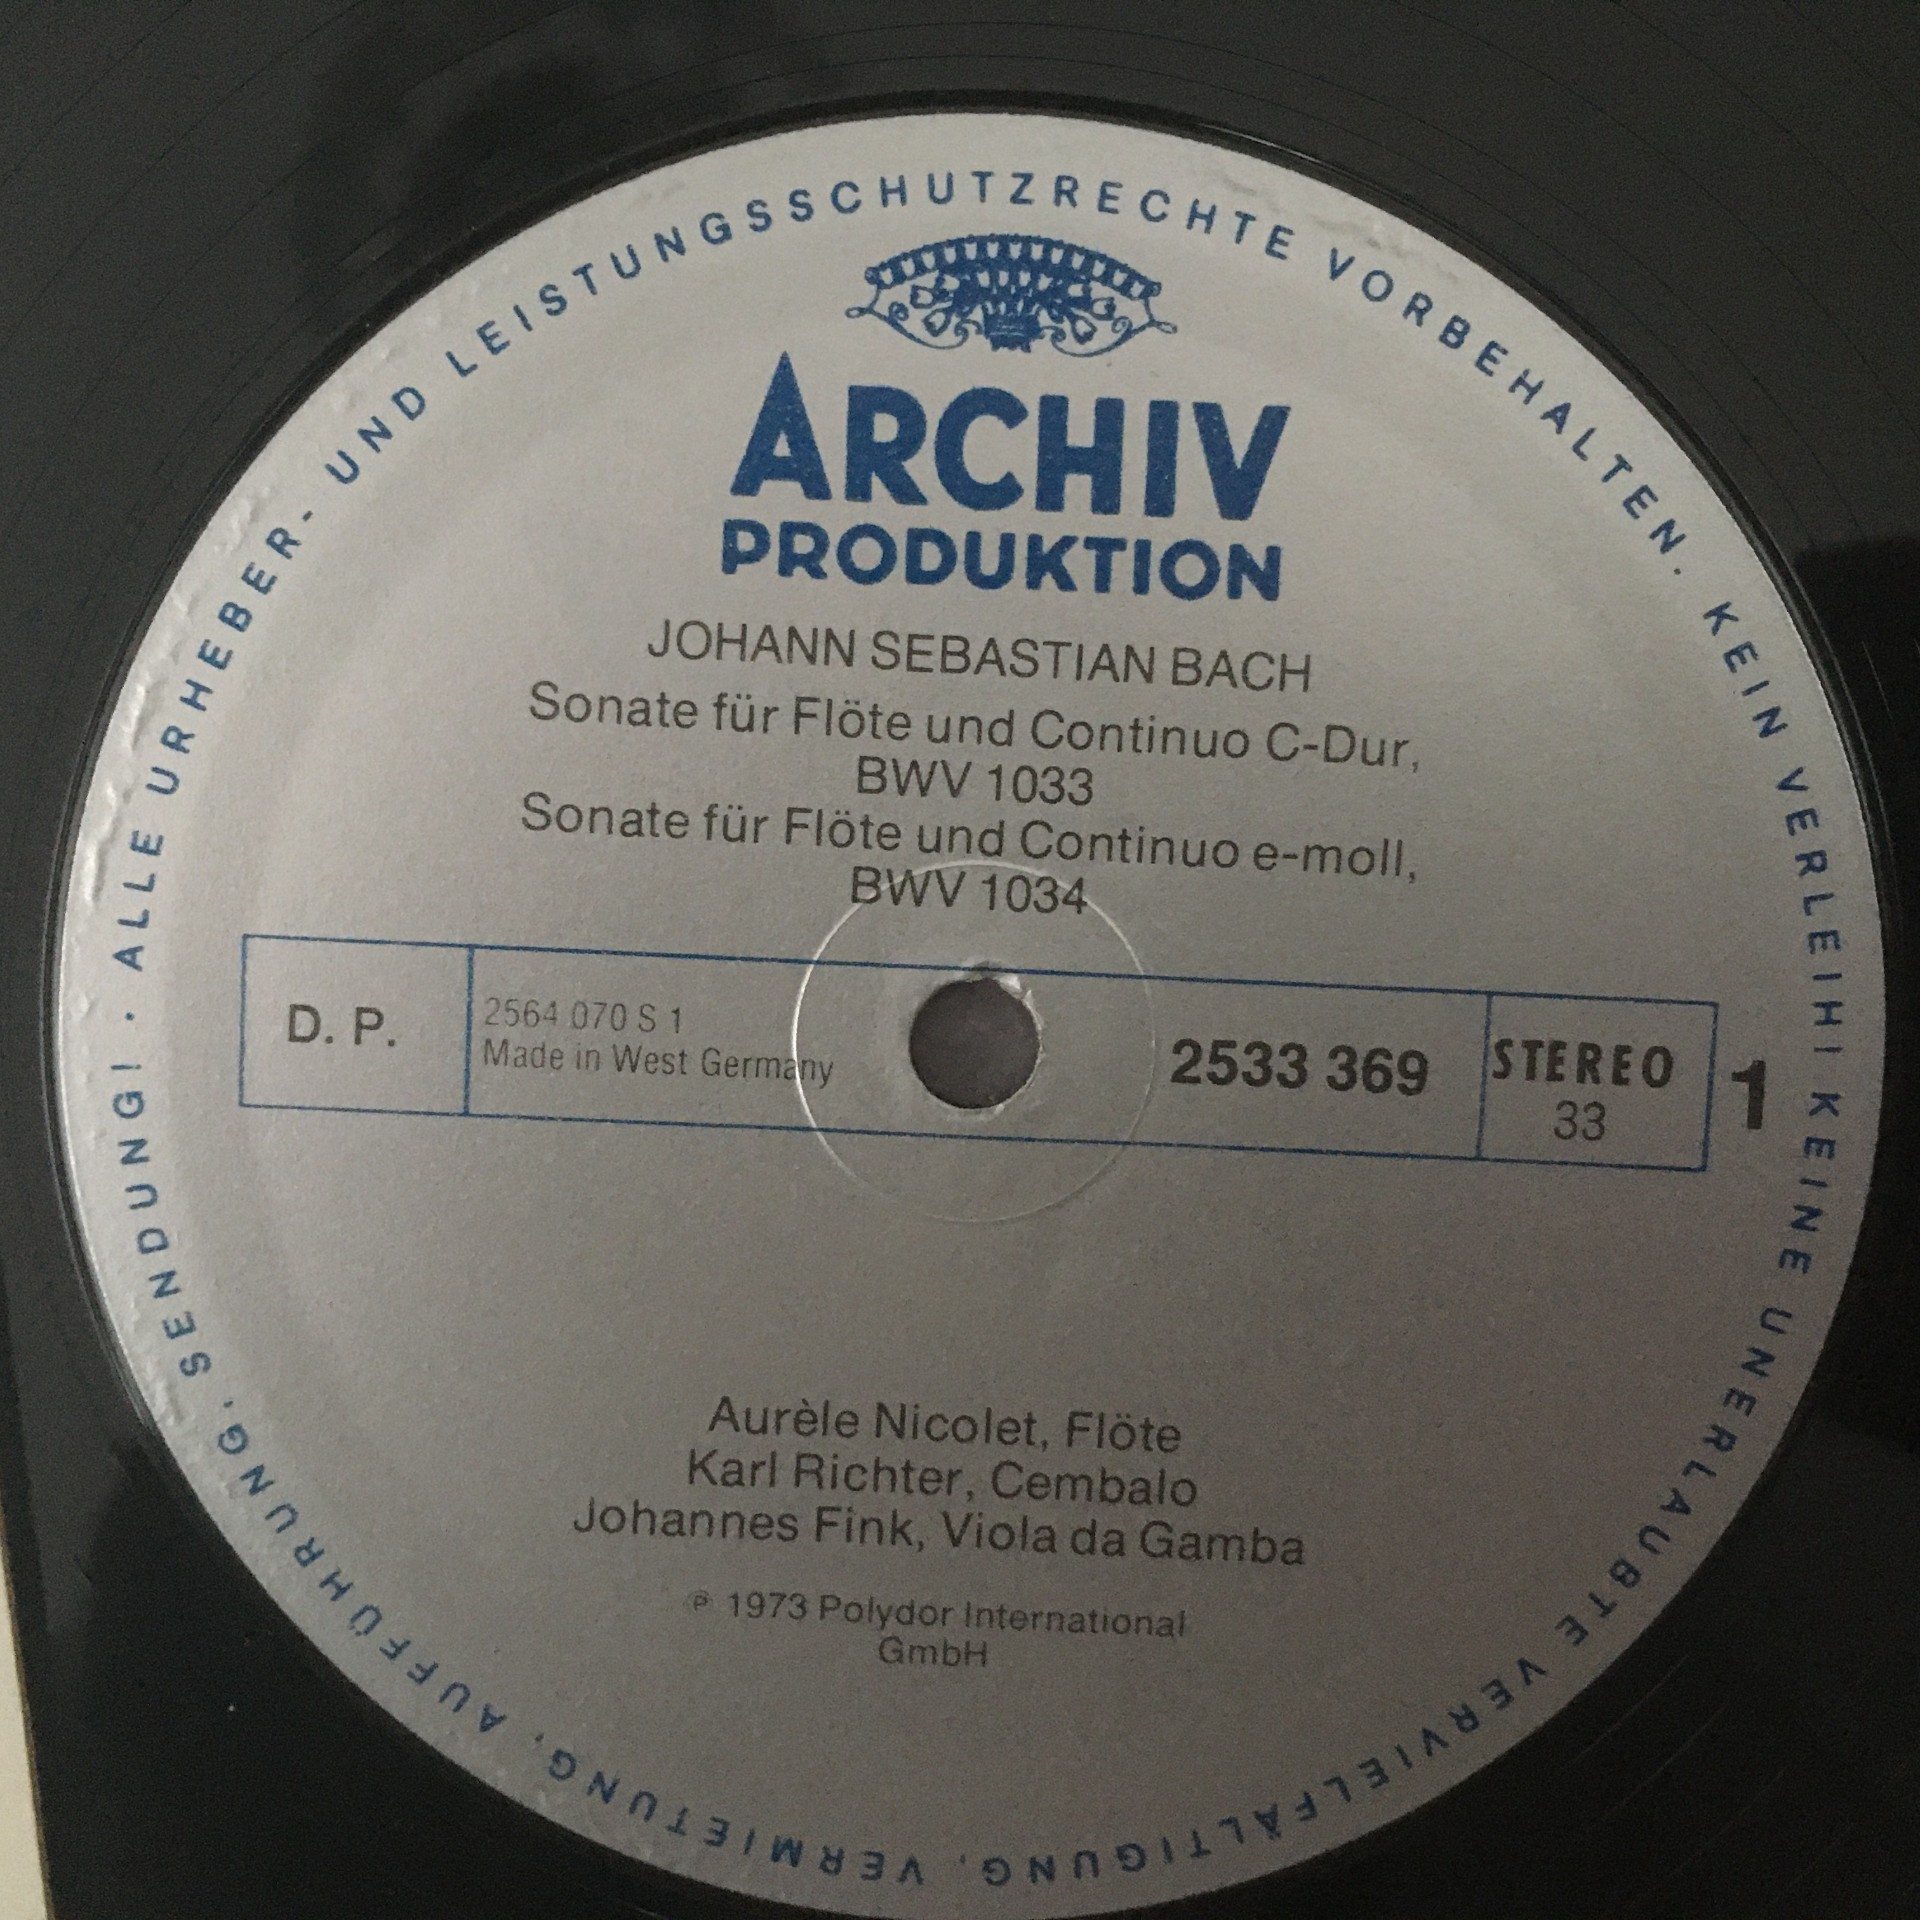 ALLE URHEBER- UND LEISTUNGSSCHUTZRECHTE VORBEHALTEN. KEIN VERLEIH! KEINE UNERLAUBTE VERVIELFÄLTIGUNG, VERMIETUNG, AUFFÜHRUNG, SENDUNG! ·
ARCHIV
PRODUKTION
JOHANN SEBASTIAN BACH
Sonate für Flöte und Continuo C-Dur,
BWV 1033
Sonate für Flöte und Continuo e-moll,
BWV 1034
D. P.
2564 070 S 1
Made in West Germany
2533 369
STEREO
33
1
Aurèle Nicolet, Flöte
Karl Richter, Cembalo
Johannes Fink, Viola da Gamba
℗ 1973 Polydor International
GmbH